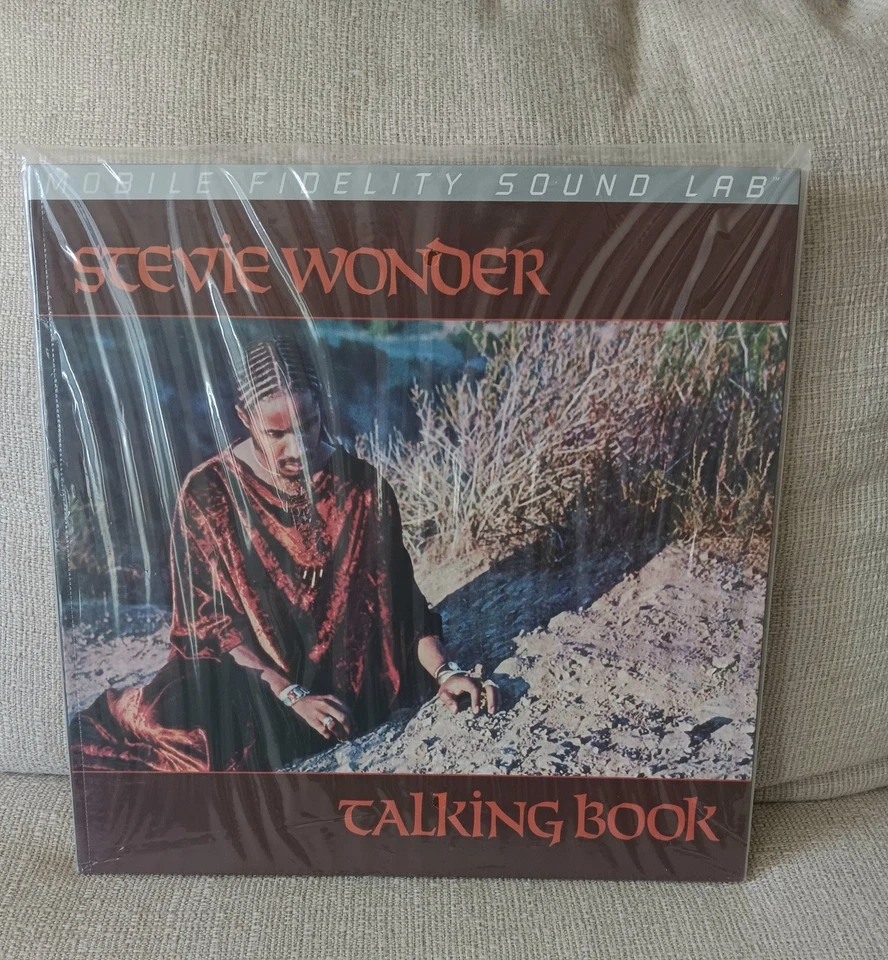 MOBILE FIDELITY SOUND LAB™
STEVIE WONDER
TALKING BOOK